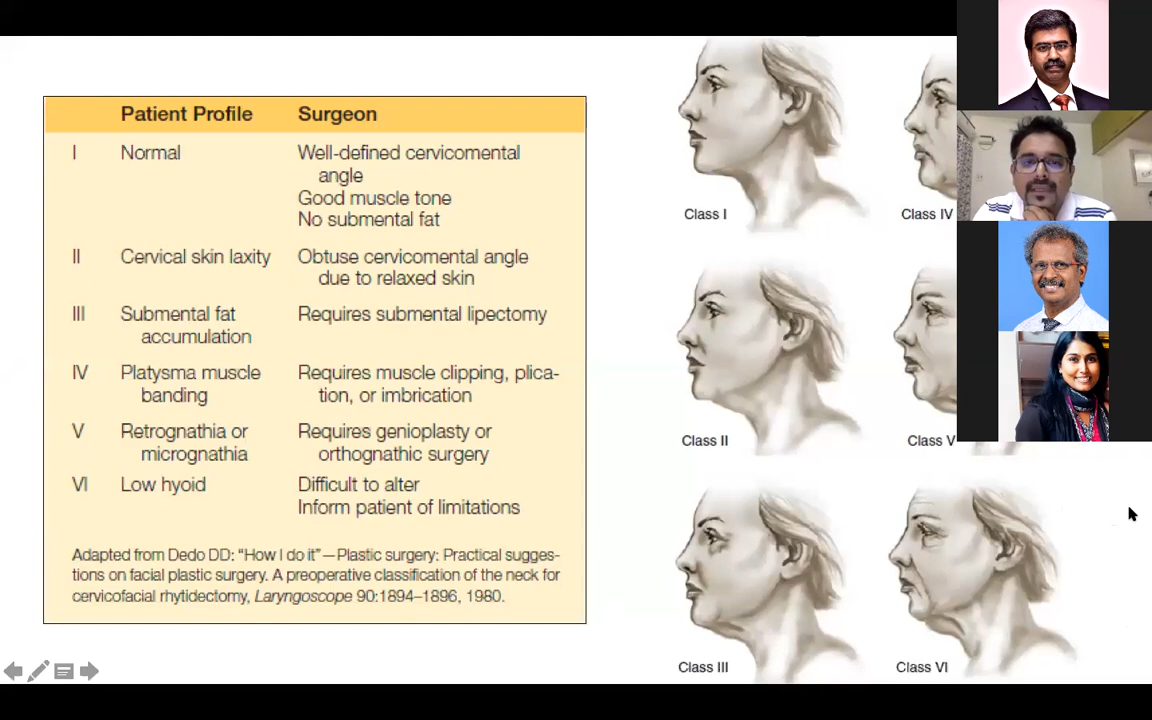 Patient Profile Surgeon
I Normal Well-defined cervicomental
angle
Good muscle tone
No submental fat
II Cervical skin laxity Obtuse cervicomental angle
due to relaxed skin
III Submental fat Requires submental lipectomy
accumulation
IV Platysma muscle Requires muscle clipping, plica-
banding tion, or imbrication
V Retrognathia or Requires genioplasty or
micrognathia orthognathic surgery
VI Low hyoid Difficult to alter
Inform patient of limitations
Adapted from Dedo DD: "How I do it"—Plastic surgery: Practical sugges-
tions on facial plastic surgery. A preoperative classification of the neck for
cervicofacial rhytidectomy, Laryngoscope 90:1894–1896, 1980.
Class I
Class IV
Class II
Class V
Class III
Class VI